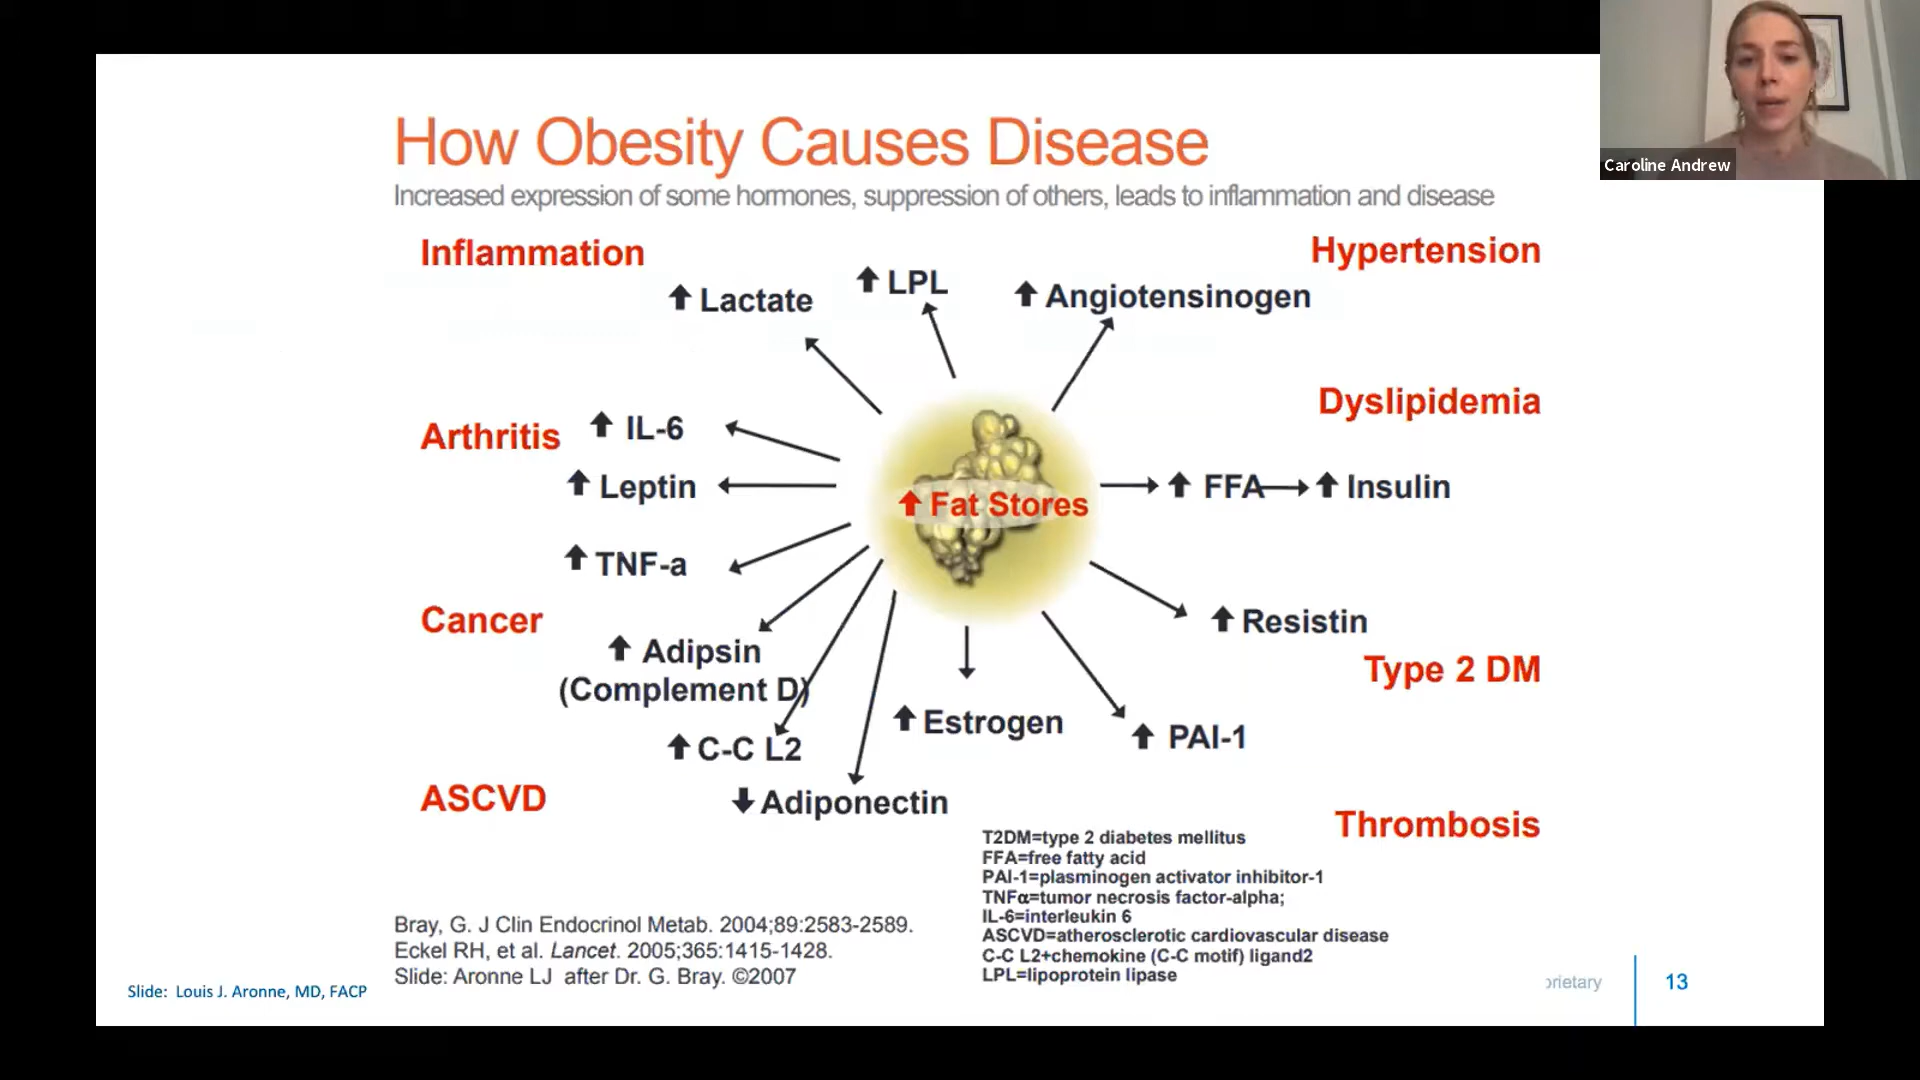 Caroline Andrew
How Obesity Causes Disease
Increased expression of some hormones, suppression of others, leads to inflammation and disease
Inflammation
Hypertension
Lactate
LPL
Angiotensinogen
Dyslipidemia
Arthritis
IL-6
Leptin
Fat Stores
FFA
Insulin
TNF-a
Cancer
Adipsin
(Complement D)
Resistin
Type 2 DM
C-C L2
Estrogen
PAI-1
ASCVD
Adiponectin
Thrombosis
T2DM=type 2 diabetes mellitus
FFA=free fatty acid
PAI-1=plasminogen activator inhibitor-1
TNFα=tumor necrosis factor-alpha;
IL-6=interleukin 6
ASCVD=atherosclerotic cardiovascular disease
C-C L2+chemokine (C-C motif) ligand2
LPL=lipoprotein lipase
Bray, G. J Clin Endocrinol Metab. 2004;89:2583-2589.
Eckel RH, et al. Lancet. 2005;365:1415-1428.
Slide: Aronne LJ after Dr. G. Bray. ©2007
Slide: Louis J. Aronne, MD, FACP
13